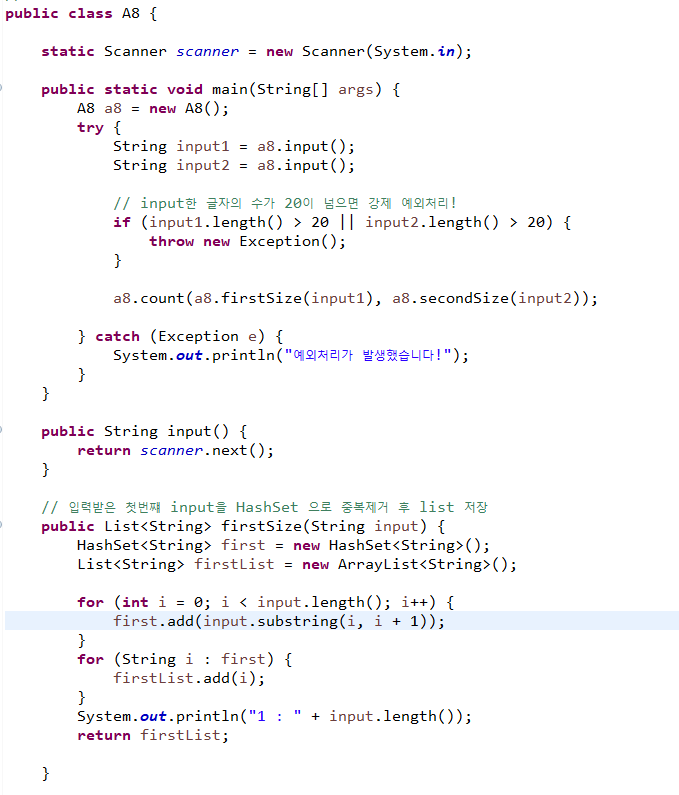 public class A8 {
static Scanner scanner = new Scanner(System.in);
public static void main(String[] args) {
A8 a8 = new A8();
try {
String input1 = a8.input();
String input2 = a8.input();
// input한 글자의 수가 20이 넘으면 강제 예외처리!
if (input1.length() > 20 || input2.length() > 20) {
throw new Exception();
}
a8.count(a8.firstSize(input1), a8.secondSize(input2));
} catch (Exception e) {
System.out.println("예외처리가 발생했습니다!");
}
}
public String input() {
return scanner.next();
}
// 입력받은 첫번째 input을 HashSet 으로 중복제거 후 list 저장
public List<String> firstSize(String input) {
HashSet<String> first = new HashSet<String>();
List<String> firstList = new ArrayList<String>();
for (int i = 0; i < input.length(); i++) {
first.add(input.substring(i, i + 1));
}
for (String i : first) {
firstList.add(i);
}
System.out.println("1 : " + input.length());
return firstList;
}